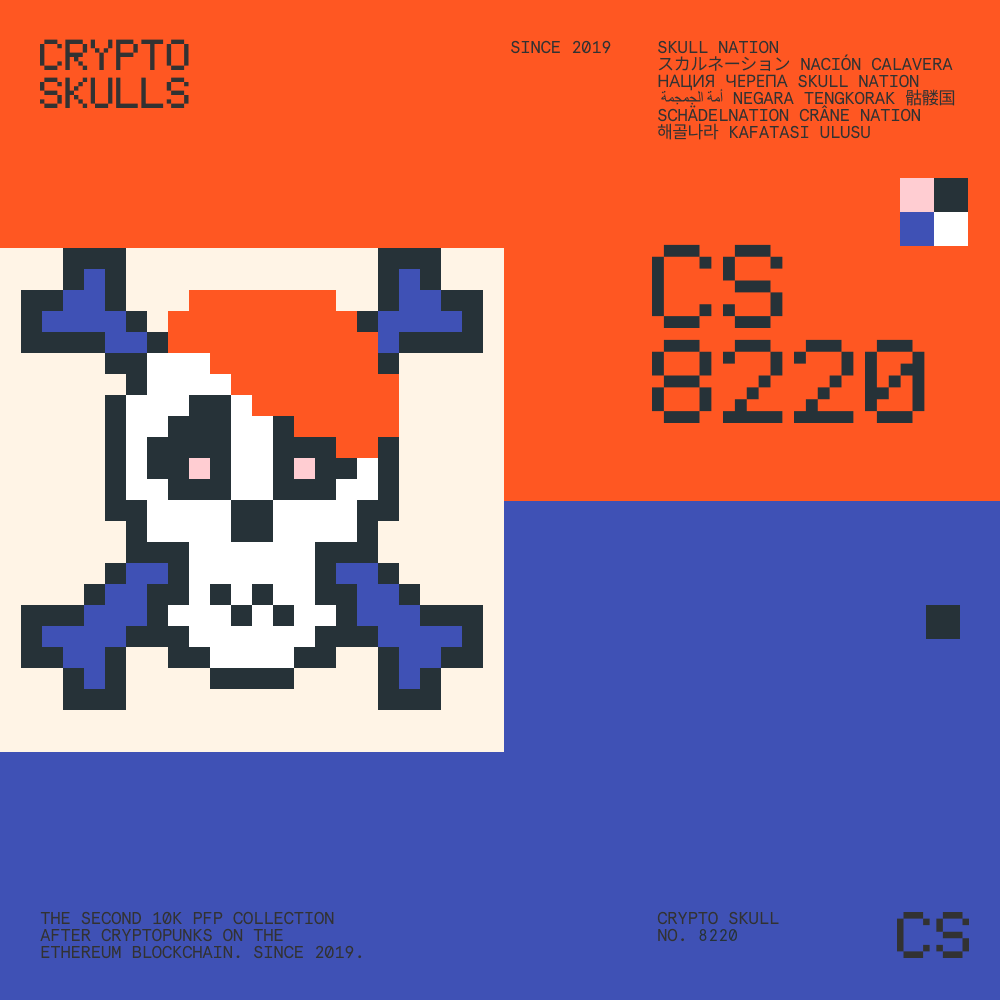 CRYPTO
SKULLS
SINCE 2019
SKULL NATION
スカルネーション NACIÓN CALAVERA
НАЦИЯ ЧЕРЕПА SKULL NATION
أمة الجمجمة NEGARA TENGKORAK 骷髅国
SCHÄDELNATION CRÂNE NATION
해골나라 KAFATASI ULUSU
CS
8220
THE SECOND 10K PFP COLLECTION
AFTER CRYPTOPUNKS ON THE
ETHEREUM BLOCKCHAIN. SINCE 2019.
CRYPTO SKULL
NO. 8220
CS